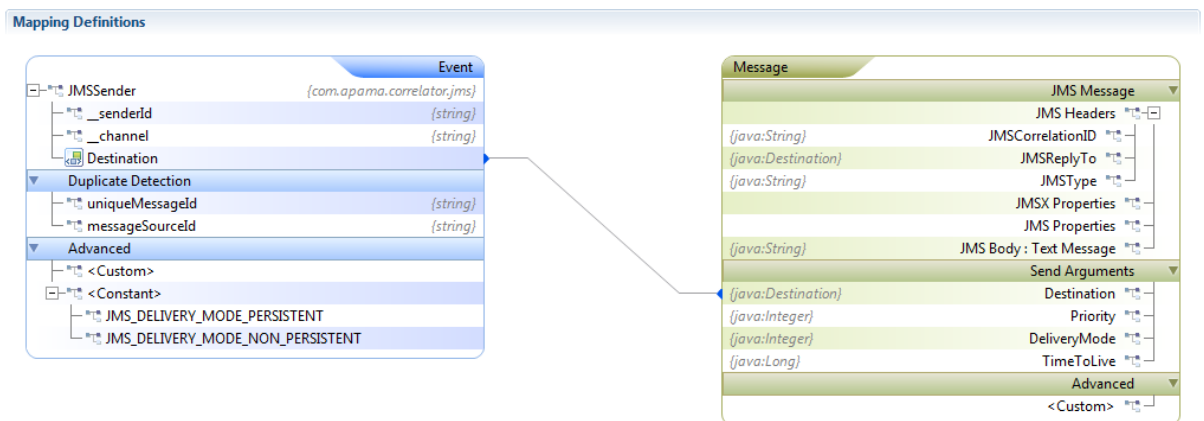 Mapping Definitions
Event
JMSSender {com.apama.correlator.jms}
__senderId {string}
__channel {string}
Destination
Duplicate Detection
uniqueMessageId {string}
messageSourceId {string}
Advanced
<Custom>
<Constant>
JMS_DELIVERY_MODE_PERSISTENT
JMS_DELIVERY_MODE_NON_PERSISTENT
Message
JMS Message
JMS Headers
{java:String} JMSCorrelationID
{java:Destination} JMSReplyTo
{java:String} JMSType
JMSX Properties
JMS Properties
{java:String} JMS Body : Text Message
Send Arguments
{java:Destination} Destination
{java:Integer} Priority
{java:Integer} DeliveryMode
{java:Long} TimeToLive
Advanced
<Custom>